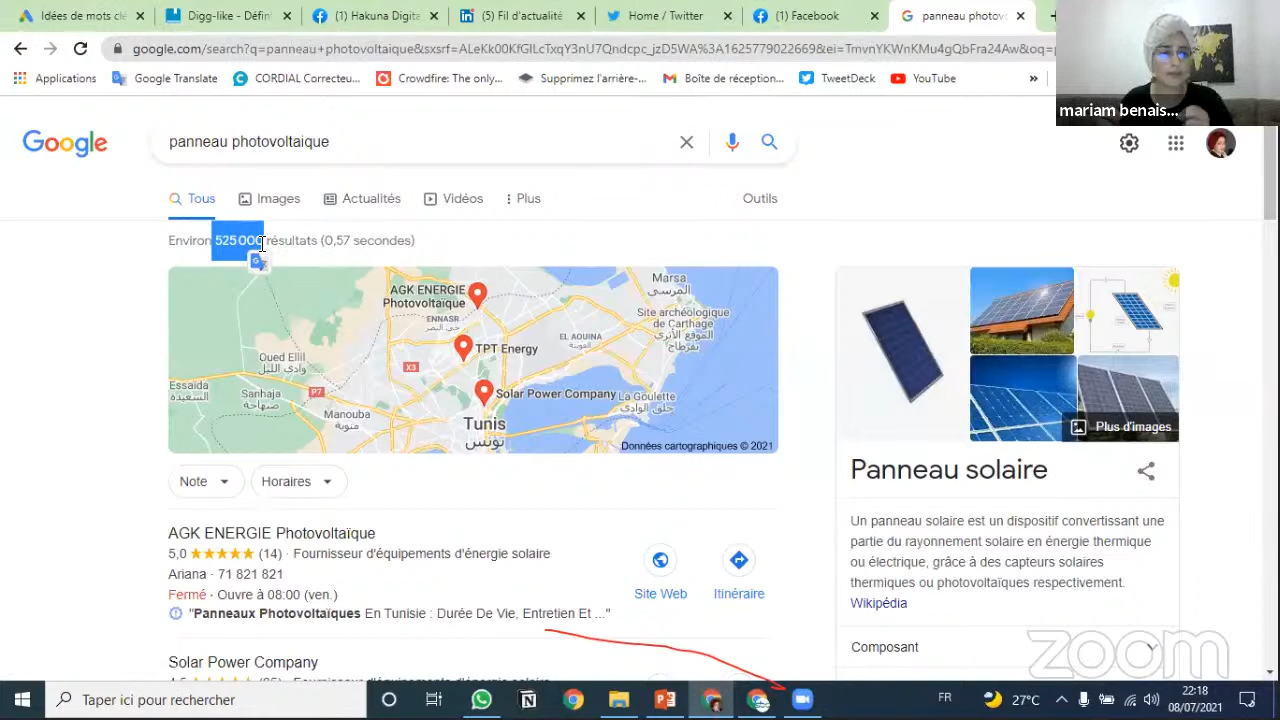 Idées de mots clé
Digg-like - Défini
(1) Hakuna Digita
(5) Fil d'actualité
Home / Twitter
(1) Facebook
panneau photov
google.com/search?q=panneau+photovoltaique&sxsrf=ALeKk00KfGILcTxqY3nU7Qndcpc_jzD5WA%3A1625779022669&ei=TmvnYKWnKMu4gQbFra24Aw&oq=p
Applications
Google Translate
CORDIAL Correcteu...
Crowdfire: The only...
Supprimez l'arrière-...
Boîte de réception...
TweetDeck
YouTube
»
mariam benais...
Google
panneau photovoltaique
Tous
Images
Actualités
Vidéos
Plus
Outils
Environ 525 000 résultats (0,57 secondes)
AGK ENERGIE
Photovoltaïque
ENNASR
حي النصر
Marsa
المرسى
Site archéologique
de Carthage
الموقع الأثري
بقرطاج
EL AOUINA
العوينة
TPT Energy
Oued Ellil
وادي الليل
X3
Essaida
السعيدة
Sanhaja
صنهاجة
P7
Manouba
منوبة
Solar Power Company
La Goulette
حلق الوادي
Tunis
تونس
Données cartographiques © 2021
Plus d'images
Note
Horaires
Panneau solaire
AGK ENERGIE Photovoltaïque
5,0 ★★★★★ (14) · Fournisseur d'équipements d'énergie solaire
Ariana · 71 821 821
Fermé · Ouvre à 08:00 (ven.)
"Panneaux Photovoltaïques En Tunisie : Durée De Vie, Entretien Et ..."
Site Web
Itinéraire
Un panneau solaire est un dispositif convertissant une
partie du rayonnement solaire en énergie thermique
ou électrique, grâce à des capteurs solaires
thermiques ou photovoltaïques respectivement.
Wikipédia
Composant
Solar Power Company
zoom
Taper ici pour rechercher
FR
27°C
22:18
08/07/2021